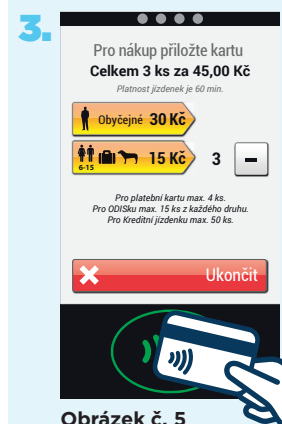 3.
Pro nákup přiložte kartu
Celkem 3 ks za 45,00 Kč
Platnost jízdenek je 60 min.
Obyčejné 30 Kč
6-15 15 Kč 3 -
Pro platební kartu max. 4 ks.
Pro ODISku max. 15 ks z každého druhu.
Pro Kreditní jízdenku max. 50 ks.
Ukončit
Obrázek č. 5